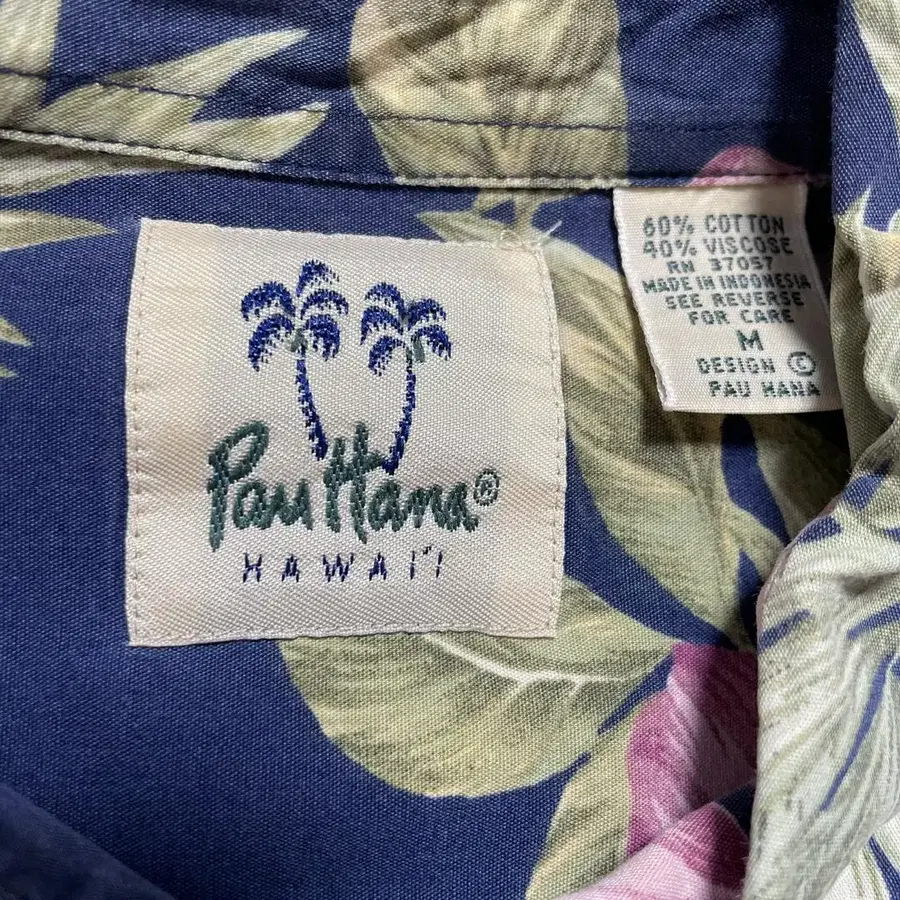 Pau Hana®
HAWAI'I
60% COTTON
40% VISCOSE
RN 37057
MADE IN INDONESIA
SEE REVERSE
FOR CARE
M
DESIGN ©
PAU HANA